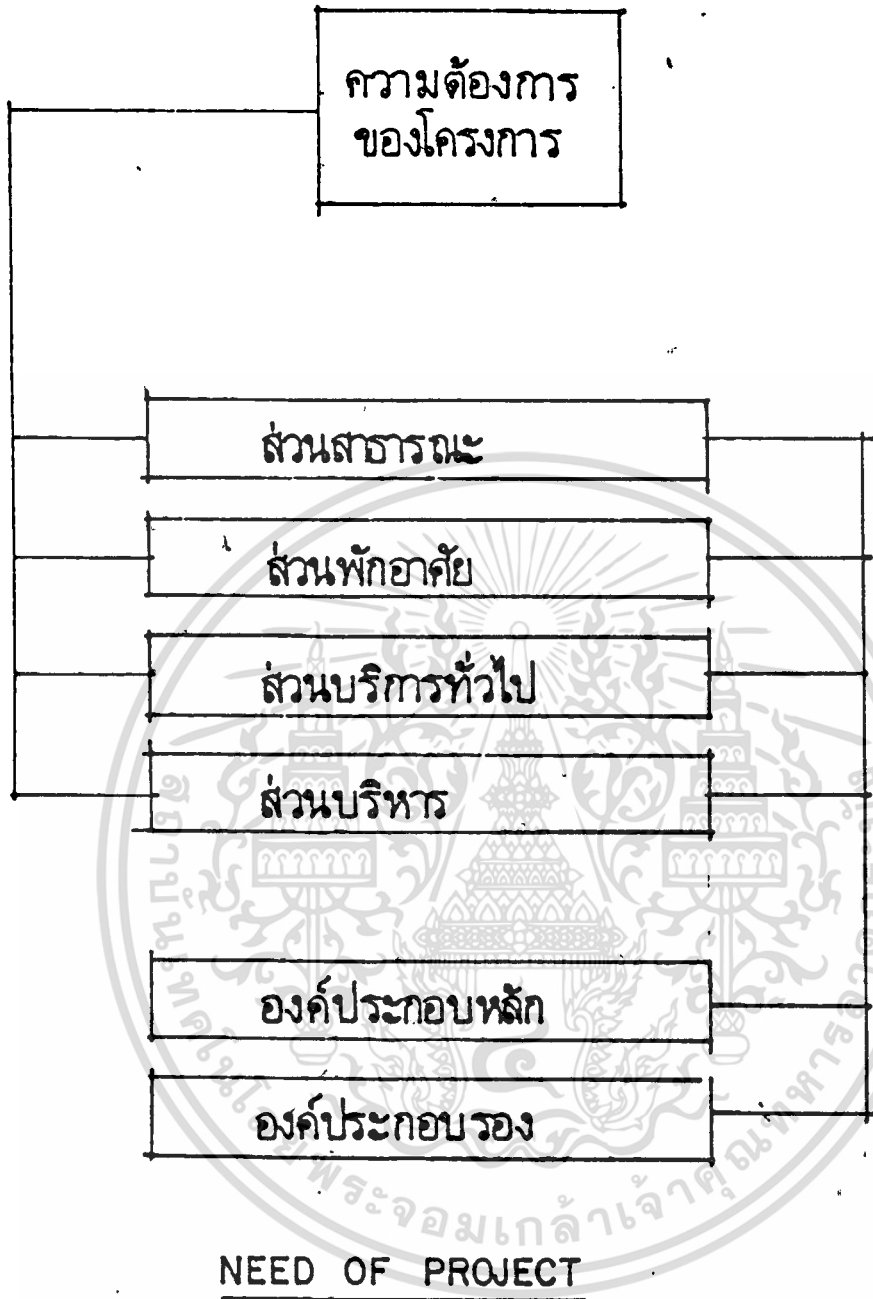 ความต้องการ
ของโครงการ
ส่วนสาธารณะ
ส่วนพักอาศัย
ส่วนบริการทั่วไป
ส่วนบริหาร
องค์ประกอบหลัก
องค์ประกอบรอง
NEED OF PROJECT